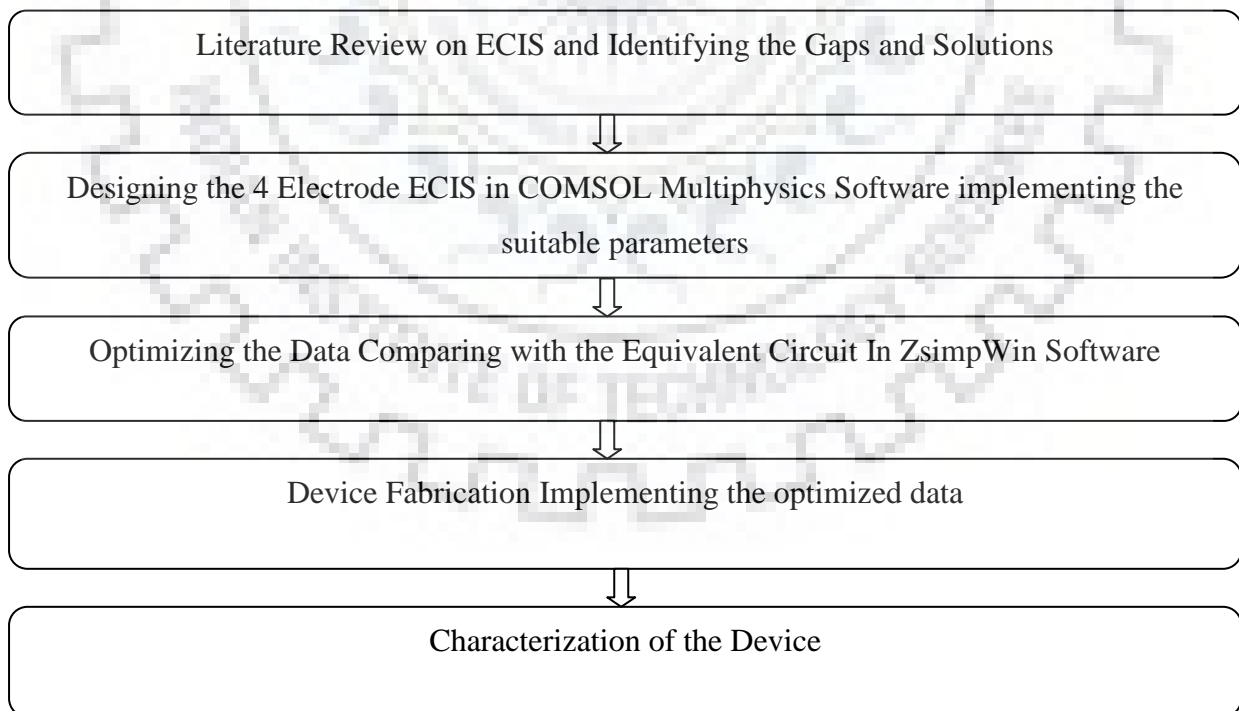 Literature Review on ECIS and Identifying the Gaps and Solutions
Designing the 4 Electrode ECIS in COMSOL Multiphysics Software implementing the
suitable parameters
Optimizing the Data Comparing with the Equivalent Circuit In ZsimpWin Software
Device Fabrication Implementing the optimized data
Characterization of the Device